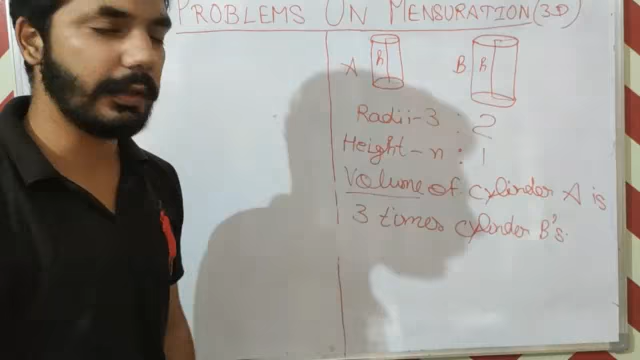 PROBLEMS ON MENSURATION (3D)
A h B h
Radii-3 : 2
Height-n : 1
Volume of cylinder A is
3 times cylinder B's.